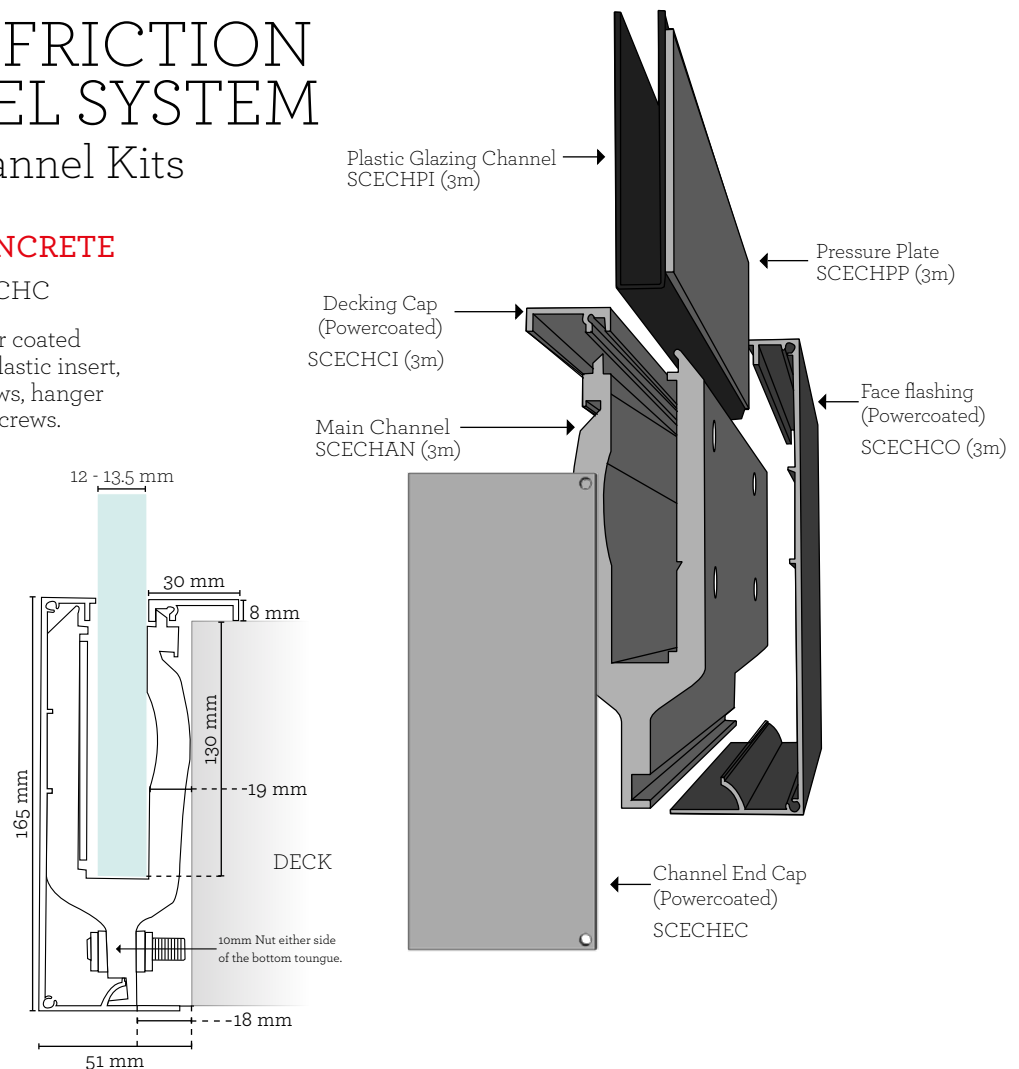 FRICTION
EL SYSTEM
annel Kits
NCRETE
CHC
r coated
lastic insert,
ws, hanger
crews.
Plastic Glazing Channel
SCECHPI (3m)
Pressure Plate
SCECHPP (3m)
Decking Cap
(Powercoated)
SCECHCI (3m)
Main Channel
SCECHAN (3m)
Face flashing
(Powercoated)
SCECHCO (3m)
Channel End Cap
(Powercoated)
SCECHEC
12 - 13.5 mm
30 mm
8 mm
130 mm
19 mm
165 mm
DECK
10mm Nut either side
of the bottom toungue.
18 mm
51 mm